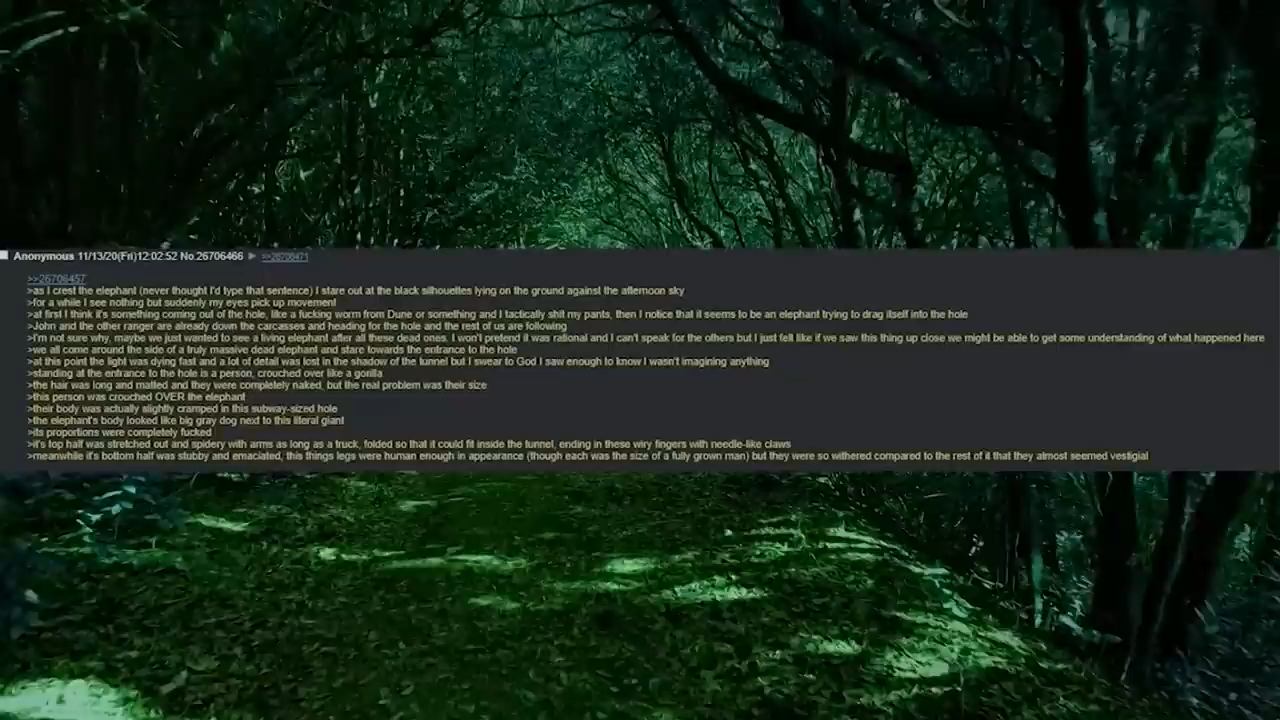 Anonymous 11/13/20(Fri)12:02:52 No.26706466 ▶ >>26706471
>>26706457
>as I crest the elephant (never thought I'd type that sentence) I stare out at the black silhouettes lying on the ground against the afternoon sky
>for a while I see nothing but suddenly my eyes pick up movement
>at first I think it's something coming out of the hole, like a fucking worm from Dune or something and I tactically shit my pants, then I notice that it seems to be an elephant trying to drag itself into the hole
>John and the other ranger are already down the carcasses and heading for the hole and the rest of us are following
>I'm not sure why, maybe we just wanted to see a living elephant after all these dead ones. I won't pretend it was rational and I can't speak for the others but I just felt like if we saw this thing up close we might be able to get some understanding of what happened here
>we all come around the side of a truly massive dead elephant and stare towards the entrance to the hole
>at this point the light was dying fast and a lot of detail was lost in the shadow of the tunnel but I swear to God I saw enough to know I wasn't imagining anything
>standing at the entrance to the hole is a person, crouched over like a gorilla
>the hair was long and matted and they were completely naked, but the real problem was their size
>this person was crouched OVER the elephant
>their body was actually slightly cramped in this subway-sized hole
>the elephant's body looked like big gray dog next to this literal giant
>its proportions were completely fucked
>it's top half was stretched out and spidery with arms as long as a truck, folded so that it could fit inside the tunnel, ending in these wiry fingers with needle-like claws
>meanwhile it's bottom half was stubby and emaciated, this things legs were human enough in appearance (though each was the size of a fully grown man) but they were so withered compared to the rest of it that they almost seemed vestigial